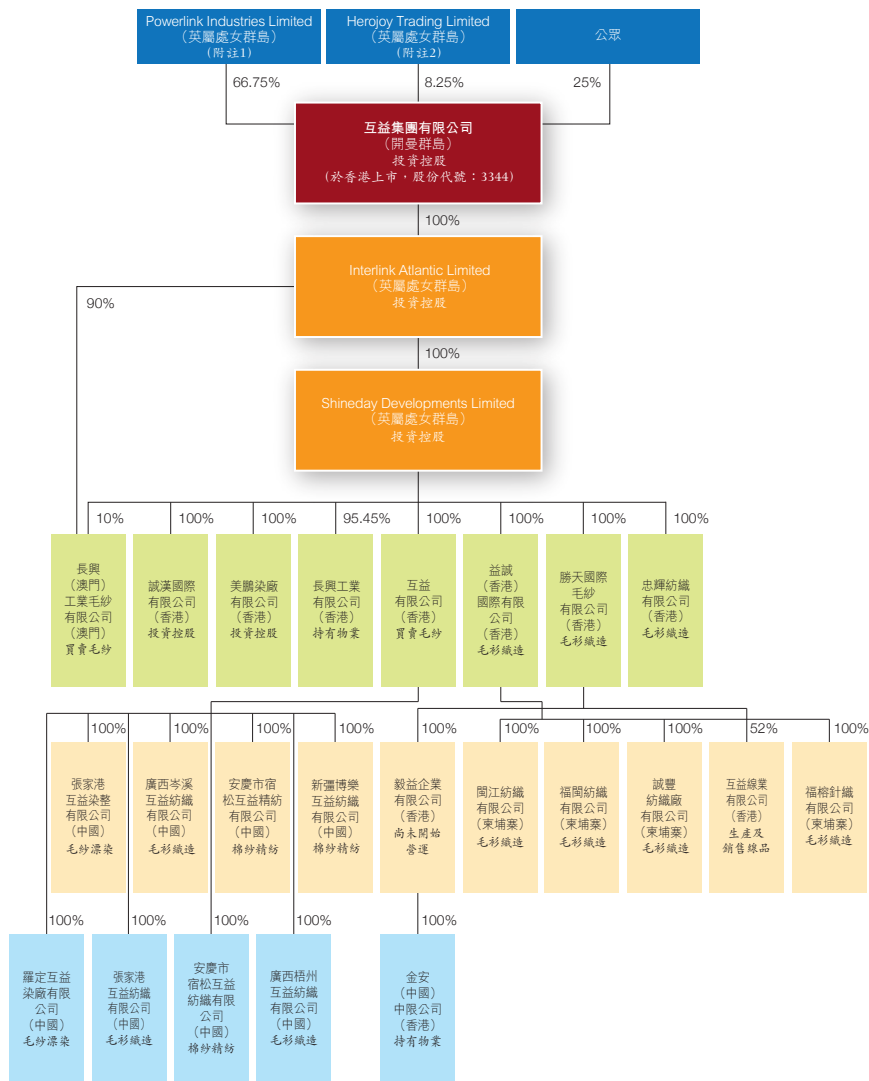 Powerlink Industries Limited
(英屬處女群島)
(附註1)
Herojoy Trading Limited
(英屬處女群島)
(附註2)
公眾
66.75%
8.25%
25%
互益集團有限公司
(開曼群島)
投資控股
(於香港上市，股份代號：3344)
100%
Interlink Atlantic Limited
(英屬處女群島)
投資控股
90%
100%
Shineday Developments Limited
(英屬處女群島)
投資控股
10%
100%
100%
95.45%
100%
100%
100%
100%
長興
(澳門)
工業毛紗
有限公司
(澳門)
買賣毛紗
誠漢國際
有限公司
(香港)
投資控股
美鵬染廠
有限公司
(香港)
投資控股
長興工業
有限公司
(香港)
持有物業
互益
有限公司
(香港)
買賣毛紗
益誠
(香港)
國際有限
公司
(香港)
毛衫織造
勝天國際
毛紗
有限公司
(香港)
毛衫織造
忠輝紡織
有限公司
(香港)
毛衫織造
100%
100%
100%
100%
100%
100%
100%
100%
52%
100%
張家港
互益染整
有限公司
(中國)
毛紗漂染
廣西岑溪
互益紡織
有限公司
(中國)
毛衫織造
安慶市宿
松互益精紡
有限公司
(中國)
棉紗精紡
新彊博樂
互益紡織
有限公司
(中國)
棉紗精紡
毅益企業
有限公司
(香港)
尚未開始
營運
閩江紡織
有限公司
(柬埔寨)
毛衫織造
福閩紡織
有限公司
(柬埔寨)
毛衫織造
誠豐
紡織廠
有限公司
(柬埔寨)
毛衫織造
互益線業
有限公司
(香港)
生產及
銷售線品
福榕針織
有限公司
(柬埔寨)
毛衫織造
100%
100%
100%
100%
100%
羅定互益
染廠有限
公司
(中國)
毛紗漂染
張家港
互益紡織
有限公司
(中國)
毛衫織造
安慶市
宿松互益
紡織有限
公司
(中國)
棉紗精紡
廣西梧州
互益紡織
有限公司
(中國)
毛衫織造
金安
(中國)
中限公司
(香港)
持有物業